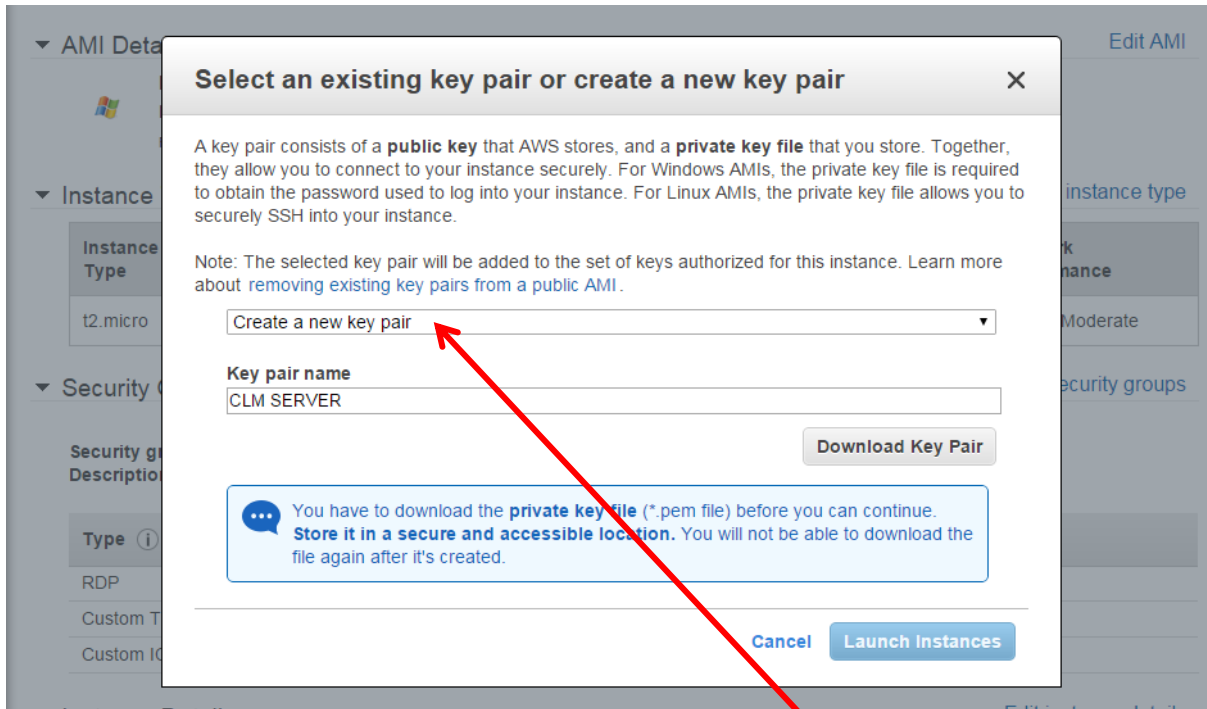 AMI Deta
Edit AMI
Select an existing key pair or create a new key pair
A key pair consists of a public key that AWS stores, and a private key file that you store. Together,
they allow you to connect to your instance securely. For Windows AMIs, the private key file is required
to obtain the password used to log into your instance. For Linux AMIs, the private key file allows you to
securely SSH into your instance.
Instance
instance type
Instance
Type
mance
Note: The selected key pair will be added to the set of keys authorized for this instance. Learn more
about removing existing key pairs from a public AMI.
t2.micro
Moderate
Create a new key pair
Key pair name
CLM SERVER
Security
ecurity groups
Download Key Pair
Security gr
Description
You have to download the private key file (*.pem file) before you can continue.
Store it in a secure and accessible location. You will not be able to download the
file again after it's created.
Type
RDP
Custom T
Custom IC
Cancel
Launch Instances